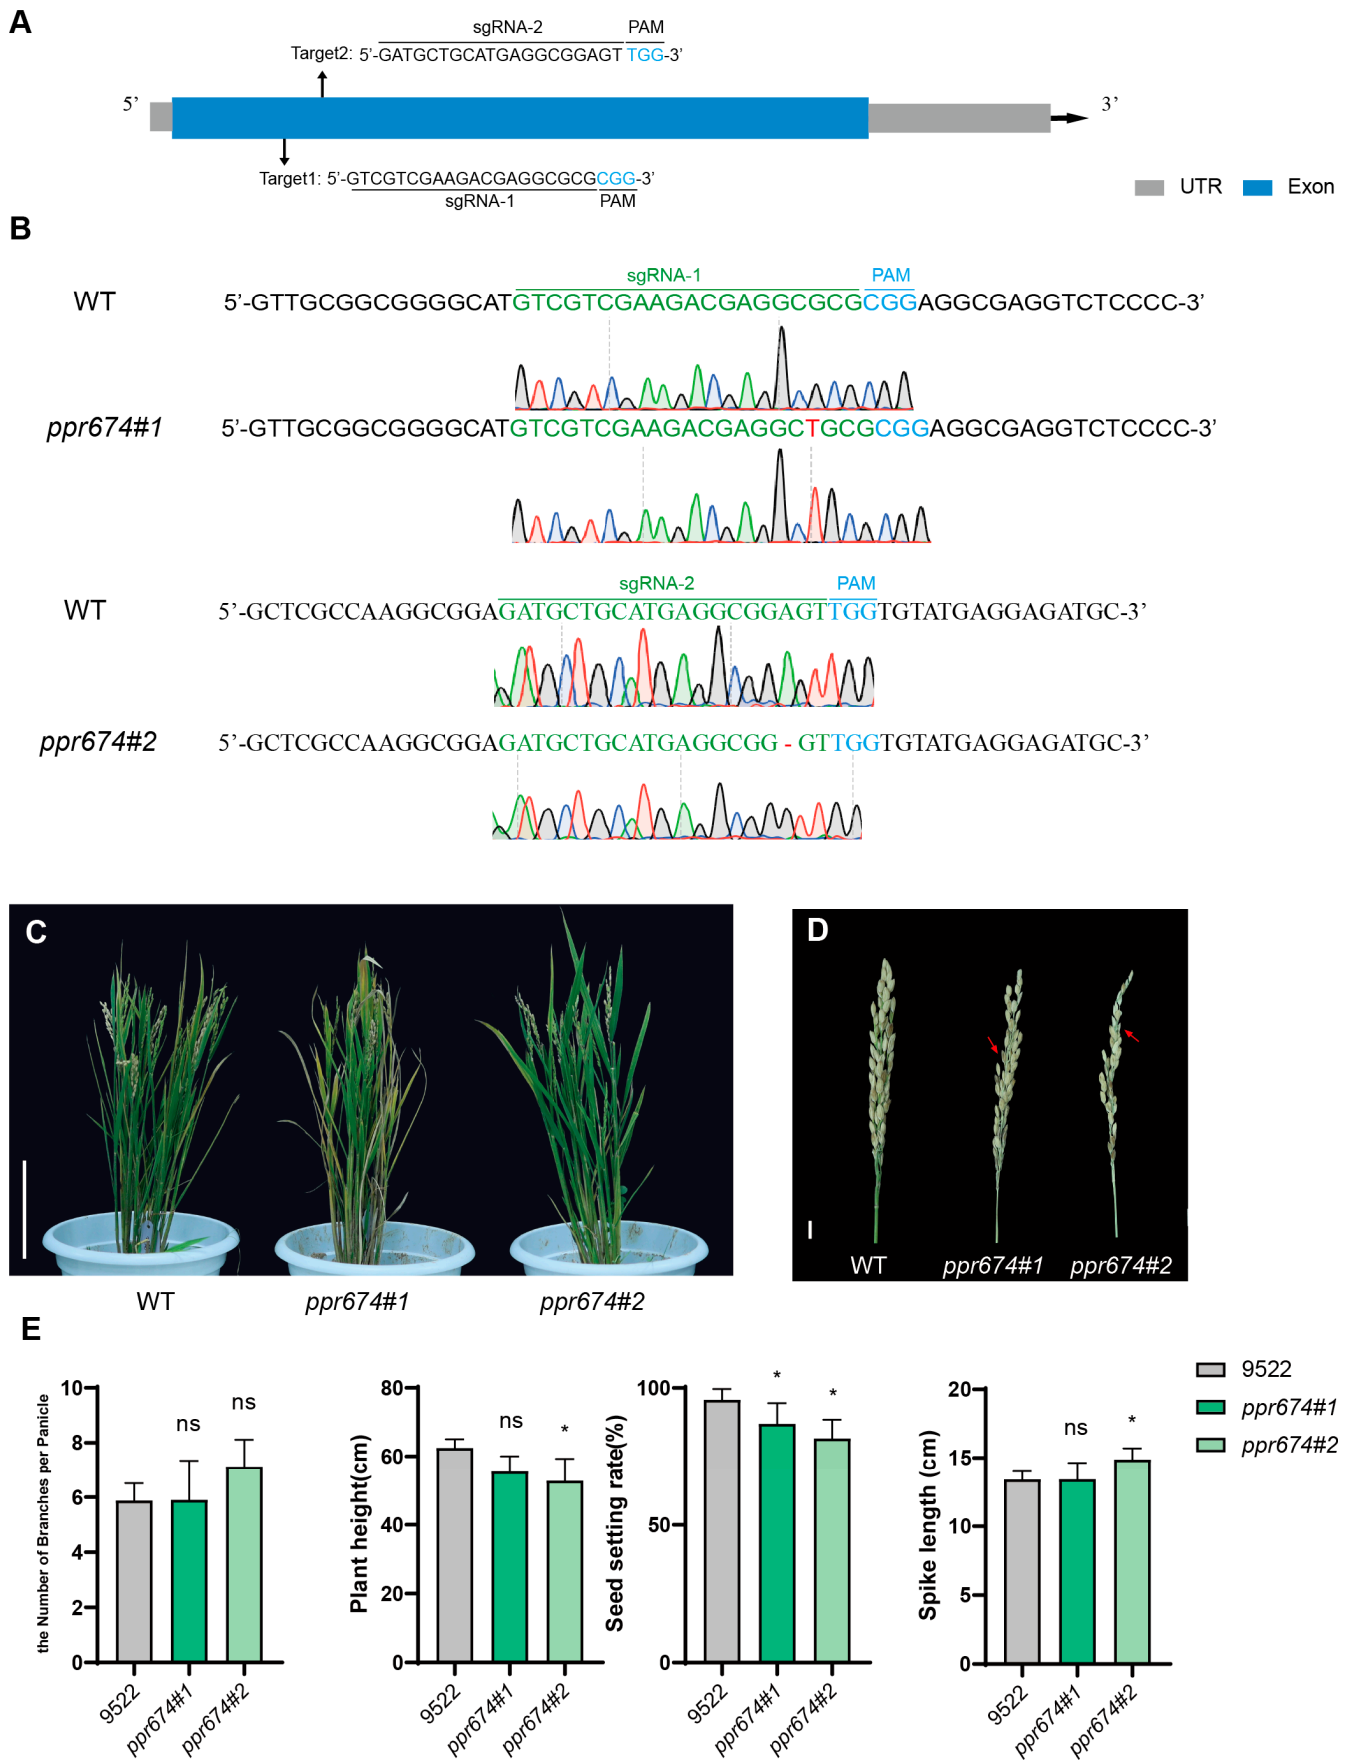 A
sgRNA-2 PAM
Target2: 5'-GATGCTGCATGAGGCGGAGT TGG-3'
5’ 3’
Target1: 5'-GTCGTCGAAGACGAGGCGCGCGG-3'
sgRNA-1 PAM
UTR Exon
B
sgRNA-1 PAM
WT 5'-GTTGCGGCGGGGCATGTCGTCGAAGACGAGGCGCGCGGAGGCGAGGTCTCCCC-3'
ppr674#1 5'-GTTGCGGCGGGGCATGTCGTCGAAGACGAGGCTGCGCGGAGGCGAGGTCTCCCC-3'
sgRNA-2 PAM
WT 5’-GCTCGCCAAGGCGGAGATGCTGCATGAGGCGGAGTTGGTGTATGAGGAGATGC-3’
ppr674#2 5’-GCTCGCCAAGGCGGAGATGCTGCATGAGGCGG - GTTGGTGTATGAGGAGATGC-3’
C
D
WT ppr674#1 ppr674#2
WT ppr674#1 ppr674#2
E
9522
ppr674#1
ppr674#2
the Number of Branches per Panicle
10
8
6
4
2
0
ns
ns
9522
ppr674#1
ppr674#2
Plant height(cm)
80
60
40
20
0
ns
*
9522
ppr674#1
ppr674#2
Seed setting rate(%)
100
50
0
*
*
9522
ppr674#1
ppr674#2
Spike length (cm)
20
15
10
5
0
ns
*
9522
ppr674#1
ppr674#2